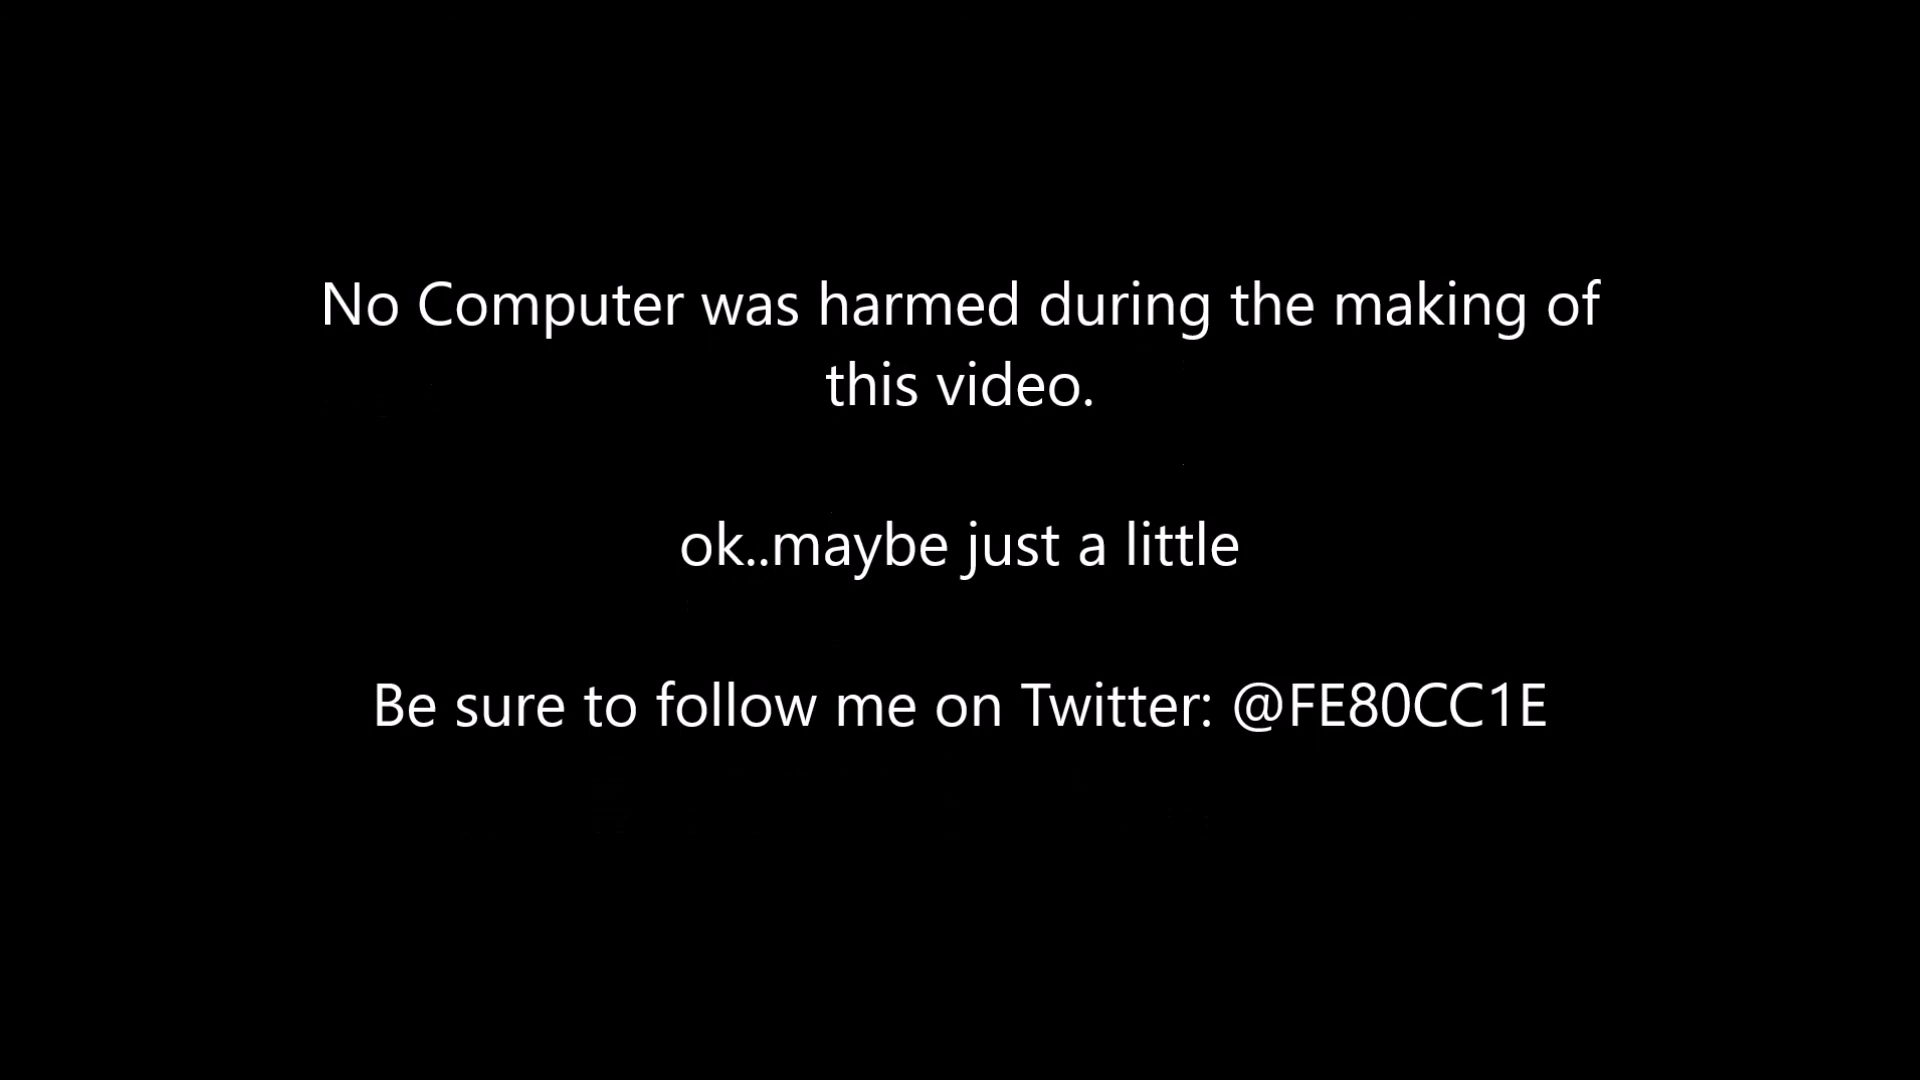 No Computer was harmed during the making of
this video.
ok..maybe just a little
Be sure to follow me on Twitter: @FE80CC1E